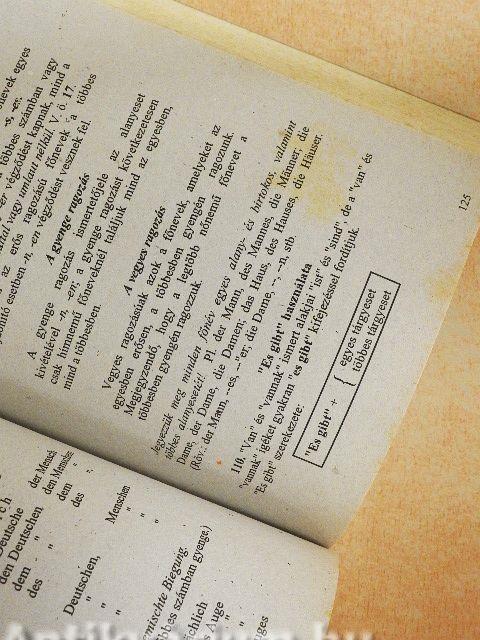 főnevek egyes
-s, -er.
többes számban vagy
-er végződést kapnak, mind a
umlaut nélkül. V. ö. 17.
az erős ragozású főnevek a többes
esetben -n, -en végződést vesznek fel.
A gyenge ragozás
A gyenge ragozás ismertetőjele az alanyeset
kivételével -n, -en; a gyenge ragozást következetesen
csak hímnemű főneveknél találjuk mind az egyesben,
mind a többesben.
A vegyes ragozás
Vegyes ragozásúak azok a főnevek, amelyeket az
egyesben erősen, a többesben gyengén ragozunk.
Megjegyzendő, hogy a legtöbb nőnemű főnevet a
többesben gyengén ragozzuk.
Jegyezzük meg minden főnév egyes alany- és birtokos, valamint
többes alanyesetét! Pl. der Mann, des Mannes, die Männer; die
Dame, der Dame, die Damen; das Haus, des Hauses, die Häuser.
(Röv.: der Mann, –es, –er; die Dame, –, –n, stb.
"Es gibt" használata
110. "Van" és "vannak" ismert alakjai "ist" és "sind", de a "van" és
"vannak" igéket gyakran "es gibt" kifejezéssel fordítjuk.
"Es gibt" szerkezete:
"Es gibt" + { egyes tárgyeset
többes tárgyeset
125
Deutsche
den Deutschen
dem "
des "
der Mensch
den Menschen
dem "
des "
Deutschen,
Menschen
Biegung.
számban gyenge.)
Auge